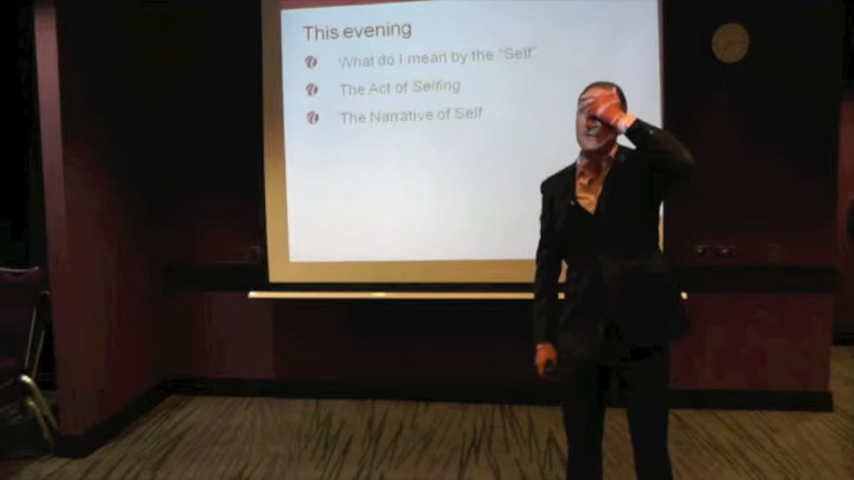 This evening
What do I mean by the "Self"
The Act of Selfing
The Narrative of Self